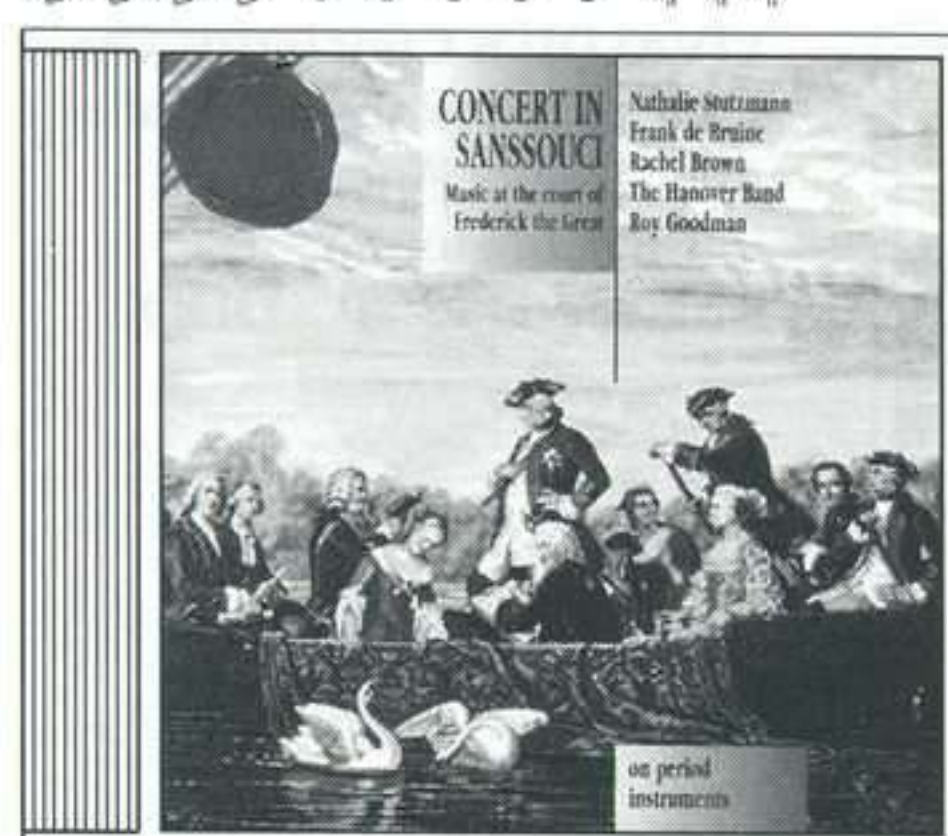 CONCERT IN
SANSSOUCI
Music at the court of
Frederick the Great
Nathalie Stutzmann
Frank de Bruine
Rachel Brown
The Hanover Band
Roy Goodman
on period
instruments